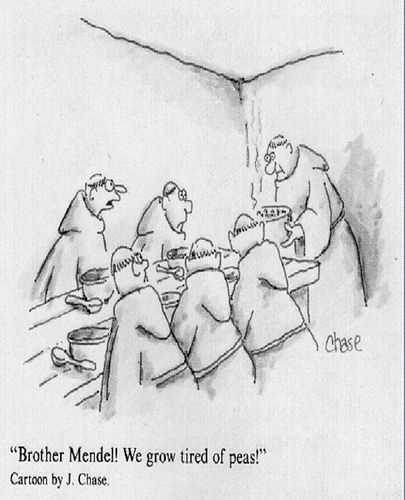 Chase
“Brother Mendel! We grow tired of peas!”
Cartoon by J. Chase.